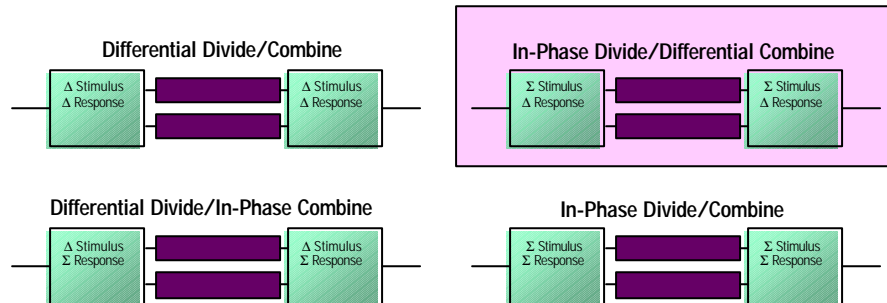 Differential Divide/Combine
Δ Stimulus
Δ Response
Δ Stimulus
Δ Response
In-Phase Divide/Differential Combine
Σ Stimulus
Δ Response
Σ Stimulus
Δ Response
Differential Divide/In-Phase Combine
Δ Stimulus
Σ Response
Δ Stimulus
Σ Response
In-Phase Divide/Combine
Σ Stimulus
Σ Response
Σ Stimulus
Σ Response